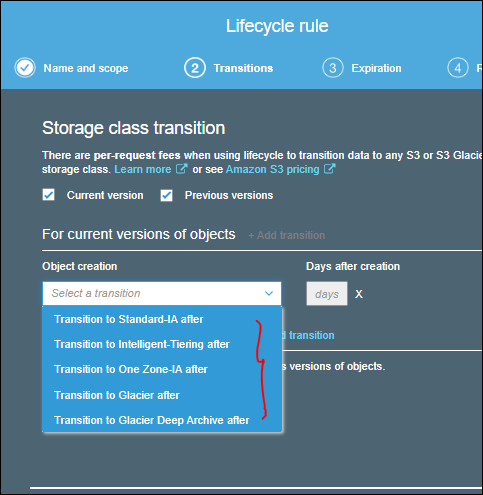 Lifecycle rule
Name and scope
2 Transitions
3 Expiration
4 R
Storage class transition
There are per-request fees when using lifecycle to transition data to any S3 or S3 Glacie
storage class. Learn more or see Amazon S3 pricing
Current version Previous versions
For current versions of objects + Add transition
Object creation Days after creation
Select a transition days X
Transition to Standard-IA after
Transition to Intelligent-Tiering after
d transition
Transition to One Zone-IA after
s versions of objects.
Transition to Glacier after
Transition to Glacier Deep Archive after